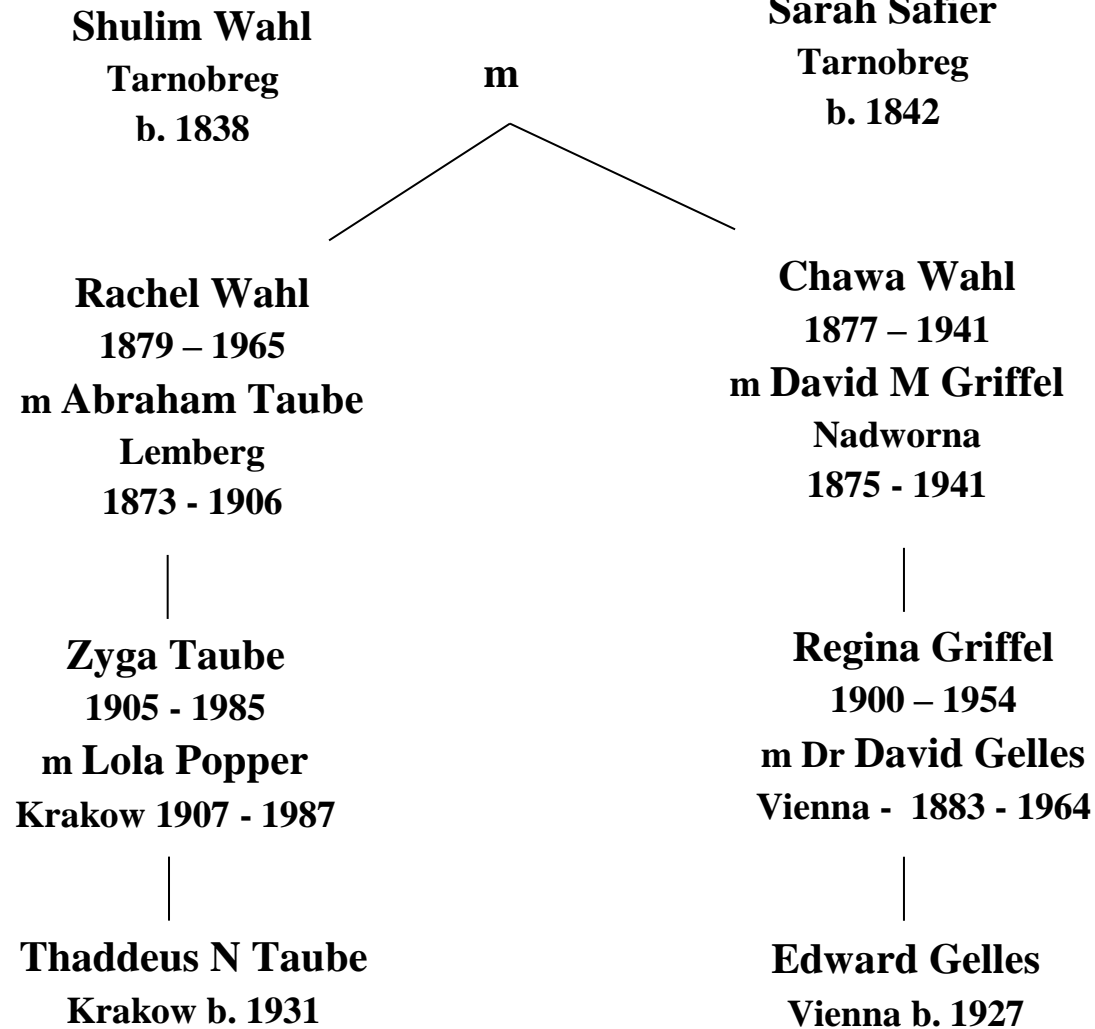 Shulim Wahl
Tarnobreg
b. 1838
m
Sarah Safier
Tarnobreg
b. 1842
Rachel Wahl
1879 – 1965
m Abraham Taube
Lemberg
1873 - 1906
Chawa Wahl
1877 – 1941
m David M Griffel
Nadworna
1875 - 1941
Zyga Taube
1905 - 1985
m Lola Popper
Krakow 1907 - 1987
Regina Griffel
1900 – 1954
m Dr David Gelles
Vienna -  1883 - 1964
Thaddeus N Taube
Krakow b. 1931
Edward Gelles
Vienna b. 1927